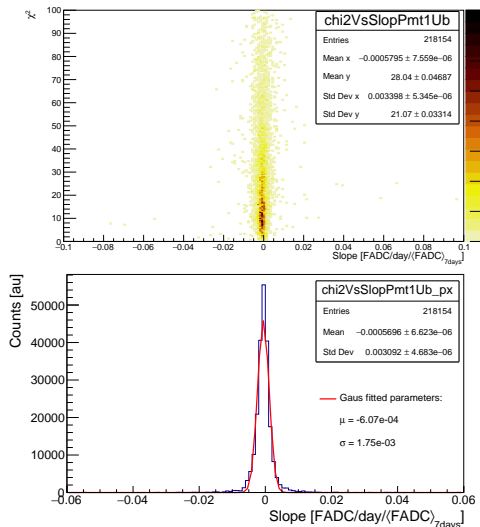 chi2VsSlopPmt1Ub
Entries 218154
Mean x −0.0005795 ± 7.559e−06
Mean y 28.04 ± 0.04687
Std Dev x 0.003398 ± 5.345e−06
Std Dev y 21.07 ± 0.03314
χ²
100
90
80
70
60
50
40
30
20
10
0
−0.1 −0.08 −0.06 −0.04 −0.02 0 0.02 0.04 0.06 0.08 0.1
Slope [FADC/day/⟨FADC⟩7days]
chi2VsSlopPmt1Ub_px
Entries 218154
Mean −0.0005696 ± 6.623e−06
Std Dev 0.003092 ± 4.683e−06
Gaus fitted parameters:
μ = -6.07e-04
σ = 1.75e-03
Counts [au]
50000
40000
30000
20000
10000
0
−0.06 −0.04 −0.02 0 0.02 0.04 0.06
Slope [FADC/day/⟨FADC⟩7days]